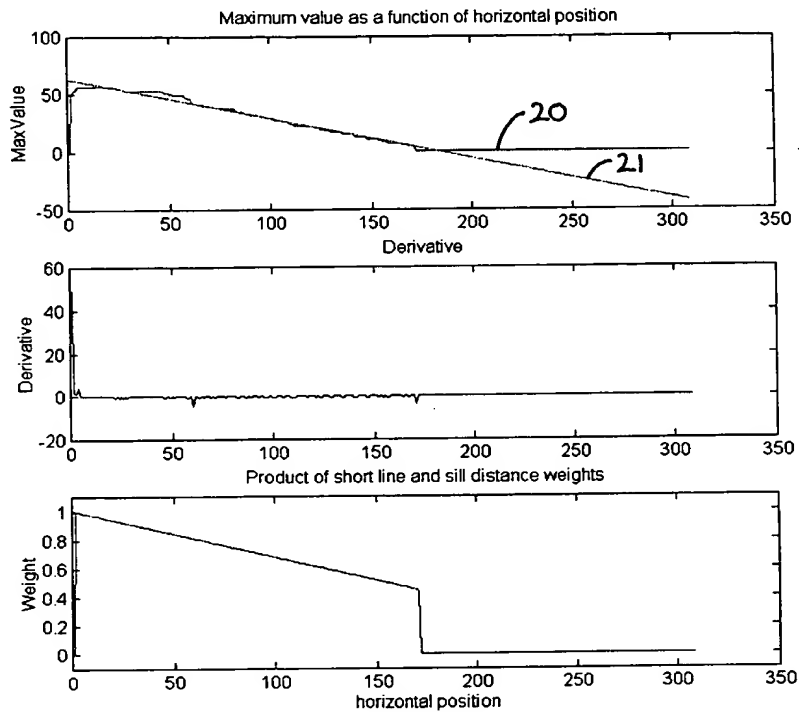 Maximum value as a function of horizontal position
100
50
0
-50
MaxValue
20
21
0 50 100 150 200 250 300 350
Derivative
60
40
20
0
-20
Derivative
0 50 100 150 200 250 300 350
Product of short line and sill distance weights
1
0.8
0.6
0.4
0.2
0
Weight
0 50 100 150 200 250 300 350
horizontal position